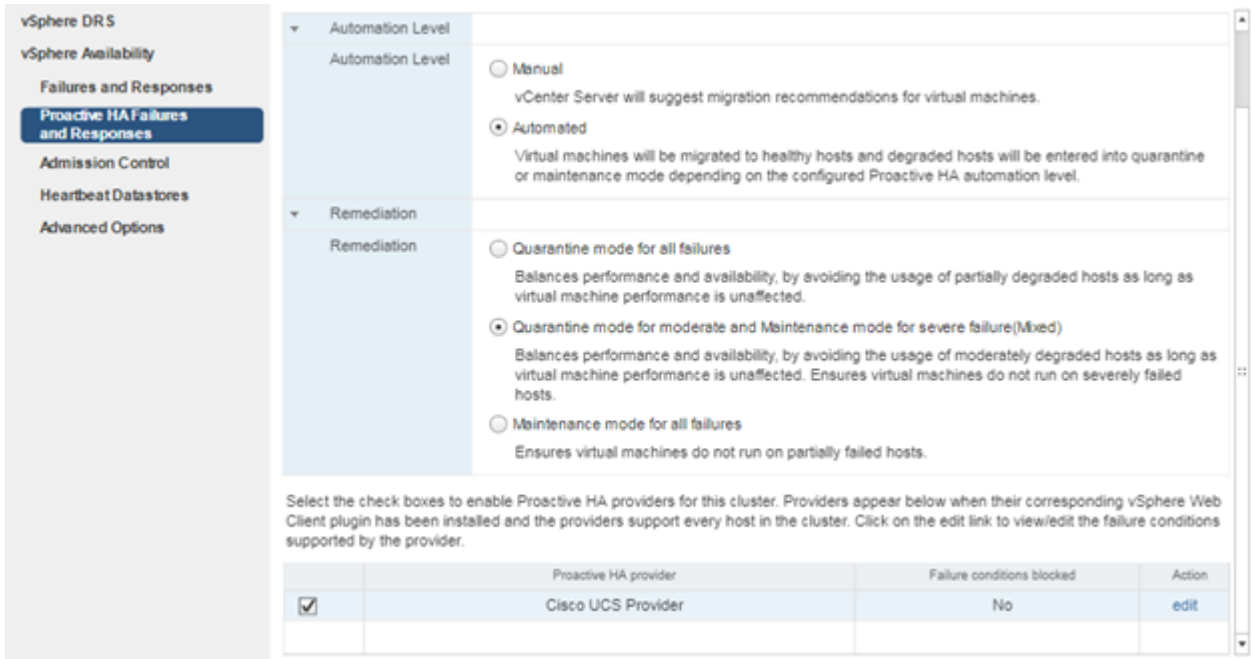 vSphere DRS
vSphere Availability
Failures and Responses
Proactive HA Failures
and Responses
Admission Control
Heartbeat Datastores
Advanced Options
Automation Level
Automation Level
Manual
vCenter Server will suggest migration recommendations for virtual machines.
Automated
Virtual machines will be migrated to healthy hosts and degraded hosts will be entered into quarantine
or maintenance mode depending on the configured Proactive HA automation level.
Remediation
Remediation
Quarantine mode for all failures
Balances performance and availability, by avoiding the usage of partially degraded hosts as long as
virtual machine performance is unaffected.
Quarantine mode for moderate and Maintenance mode for severe failure(Mixed)
Balances performance and availability, by avoiding the usage of moderately degraded hosts as long as
virtual machine performance is unaffected. Ensures virtual machines do not run on severely failed
hosts.
Maintenance mode for all failures
Ensures virtual machines do not run on partially failed hosts.
Select the check boxes to enable Proactive HA providers for this cluster. Providers appear below when their corresponding vSphere Web
Client plugin has been installed and the providers support every host in the cluster. Click on the edit link to view/edit the failure conditions
supported by the provider.
Proactive HA provider Failure conditions blocked Action
Cisco UCS Provider No edit